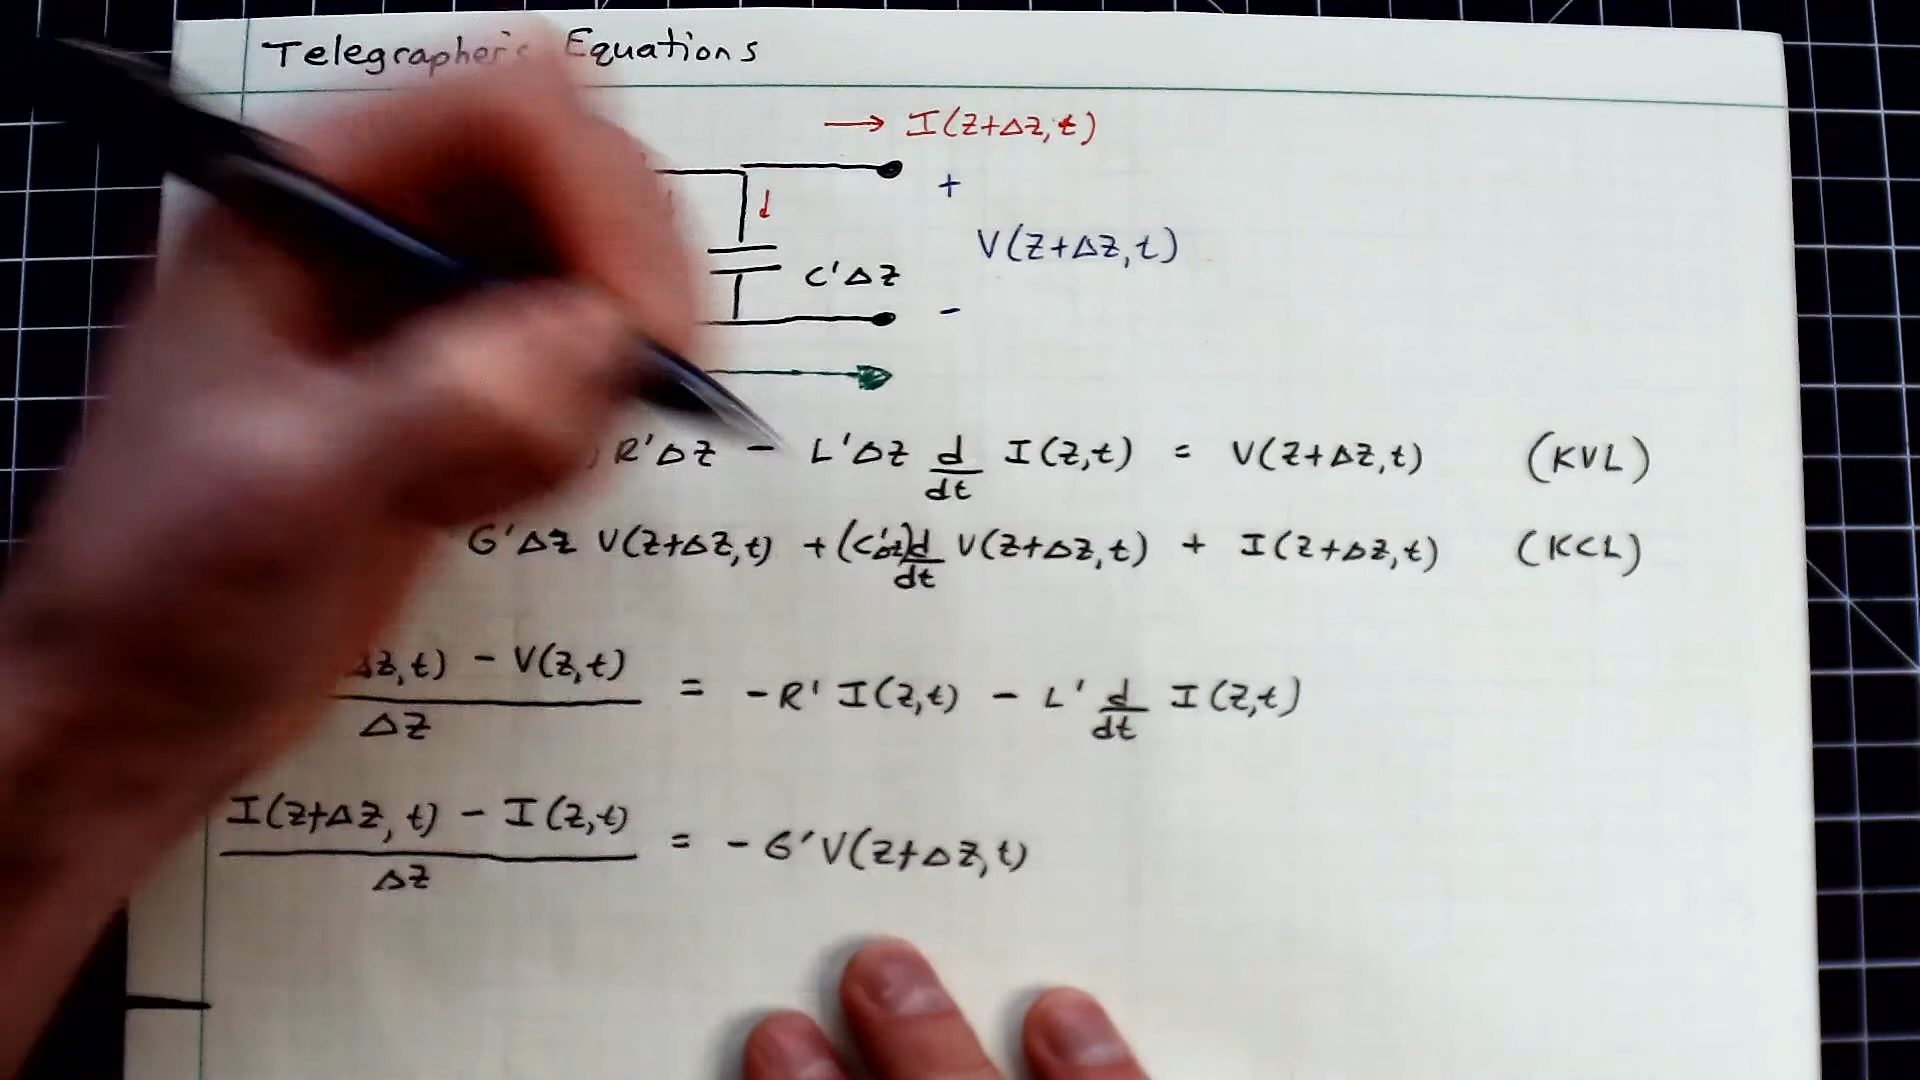 Telegrapher's Equations
→ I(z+Δz,t)
+
V(z+Δz,t)
C'Δz
-
R'Δz - L'Δz d/dt I(z,t) = V(z+Δz,t) (KVL)
G'Δz V(z+Δz,t) + (C'Δz) d/dt V(z+Δz,t) + I(z+Δz,t) (KCL)
Δz,t) - V(z,t) / Δz = -R' I(z,t) - L' d/dt I(z,t)
I(z+Δz,t) - I(z,t) / Δz = -G'V(z+Δz,t)